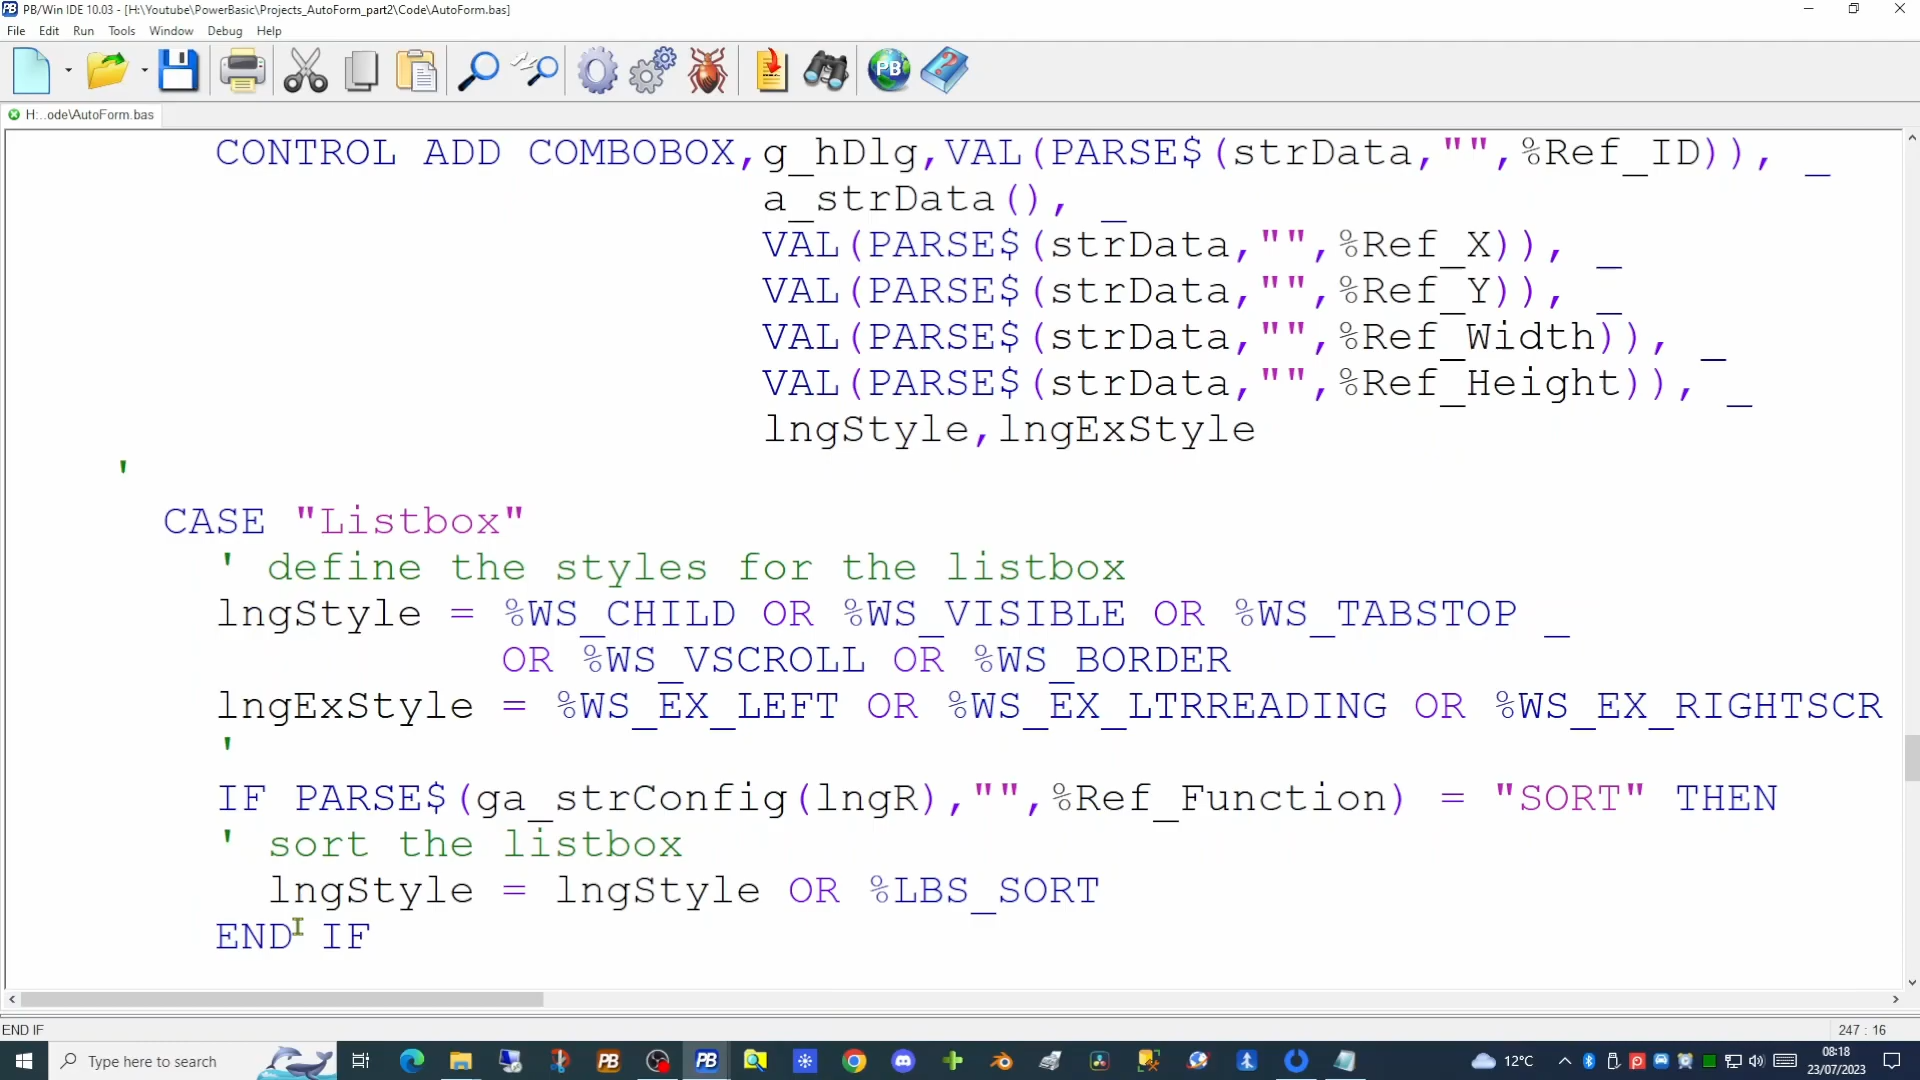 PB/Win IDE 10.03 - [H:\Youtube\PowerBasic\Projects_AutoForm_part2\Code\AutoForm.bas]
File Edit Run Tools Window Debug Help
H:..ode\AutoForm.bas
CONTROL ADD COMBOBOX,g_hDlg,VAL(PARSE$(strData,"",%Ref_ID)), _
a_strData(), _
VAL(PARSE$(strData,"",%Ref_X)), _
VAL(PARSE$(strData,"",%Ref_Y)), _
VAL(PARSE$(strData,"",%Ref_Width)), _
VAL(PARSE$(strData,"",%Ref_Height)), _
lngStyle,lngExStyle
'
CASE "Listbox"
' define the styles for the listbox
lngStyle = %WS_CHILD OR %WS_VISIBLE OR %WS_TABSTOP _
OR %WS_VSCROLL OR %WS_BORDER
lngExStyle = %WS_EX_LEFT OR %WS_EX_LTRREADING OR %WS_EX_RIGHTSCR
'
IF PARSE$(ga_strConfig(lngR),"",%Ref_Function) = "SORT" THEN
' sort the listbox
lngStyle = lngStyle OR %LBS_SORT
END IF
END IF
247 : 16
Type here to search
12°C
08:18
23/07/2023